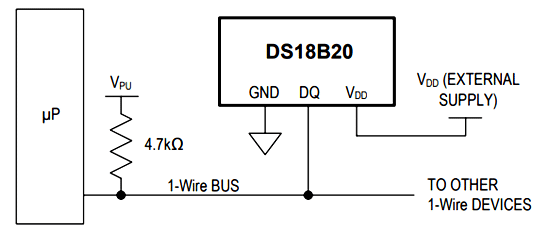 DS18B20
GND DQ VDD
VDD (EXTERNAL
SUPPLY)
VPU
µP
4.7kΩ
1-Wire BUS
TO OTHER
1-Wire DEVICES